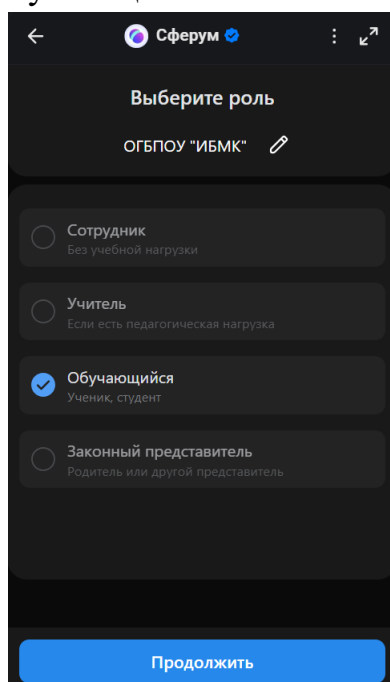 Сферум
Выберите роль
ОГБПОУ "ИБМК"
Сотрудник
Без учебной нагрузки
Учитель
Если есть педагогическая нагрузка
Обучающийся
Ученик, студент
Законный представитель
Родитель или другой представитель
Продолжить